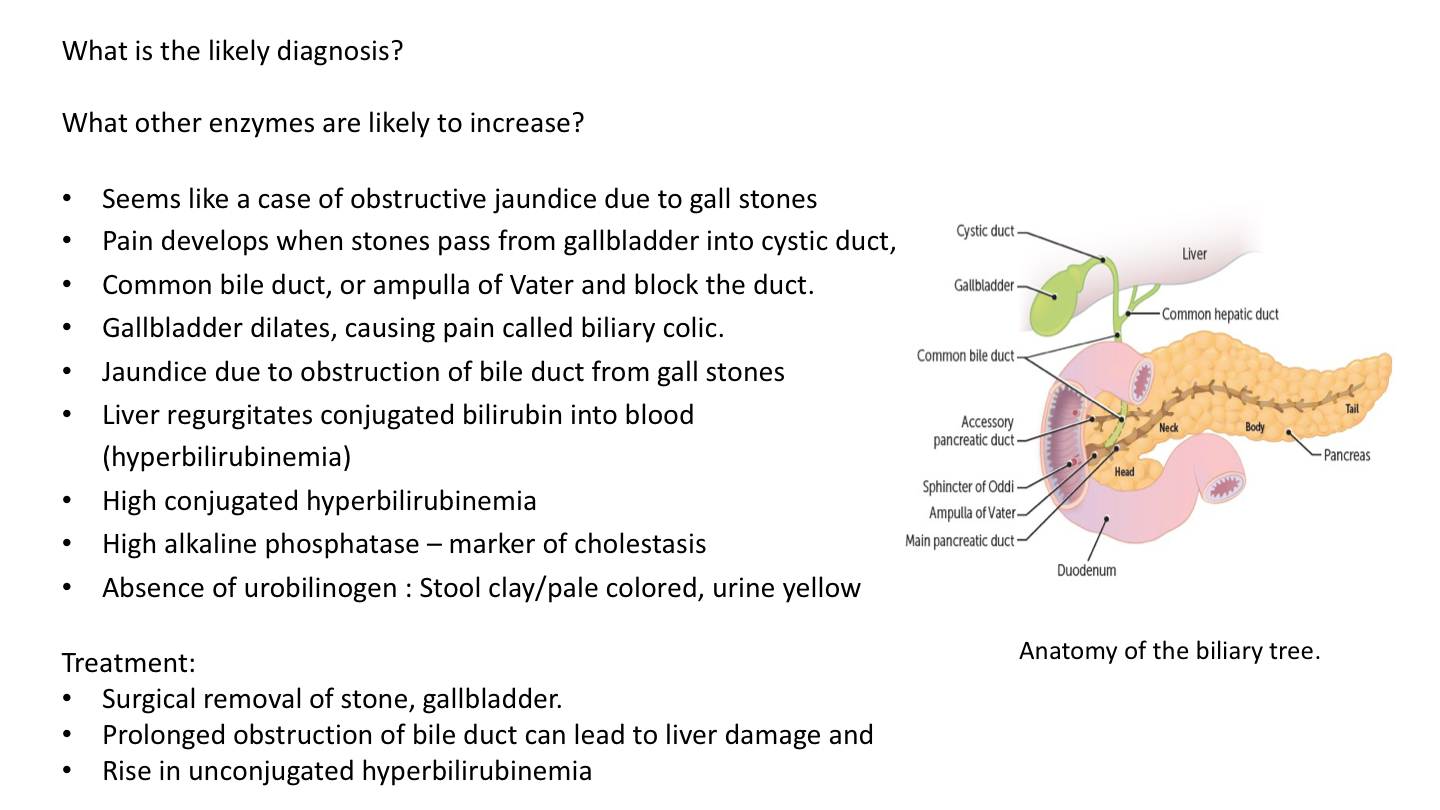 What is the likely diagnosis?
What other enzymes are likely to increase?
• Seems like a case of obstructive jaundice due to gall stones
• Pain develops when stones pass from gallbladder into cystic duct,
• Common bile duct, or ampulla of Vater and block the duct.
• Gallbladder dilates, causing pain called biliary colic.
• Jaundice due to obstruction of bile duct from gall stones
• Liver regurgitates conjugated bilirubin into blood
(hyperbilirubinemia)
• High conjugated hyperbilirubinemia
• High alkaline phosphatase – marker of cholestasis
• Absence of urobilinogen : Stool clay/pale colored, urine yellow
Treatment:
• Surgical removal of stone, gallbladder.
• Prolonged obstruction of bile duct can lead to liver damage and
• Rise in unconjugated hyperbilirubinemia
Cystic duct
Liver
Gallbladder
Common hepatic duct
Common bile duct
Accessory
pancreatic duct
Tail
Neck
Body
Pancreas
Head
Sphincter of Oddi
Ampulla of Vater
Main pancreatic duct
Duodenum
Anatomy of the biliary tree.